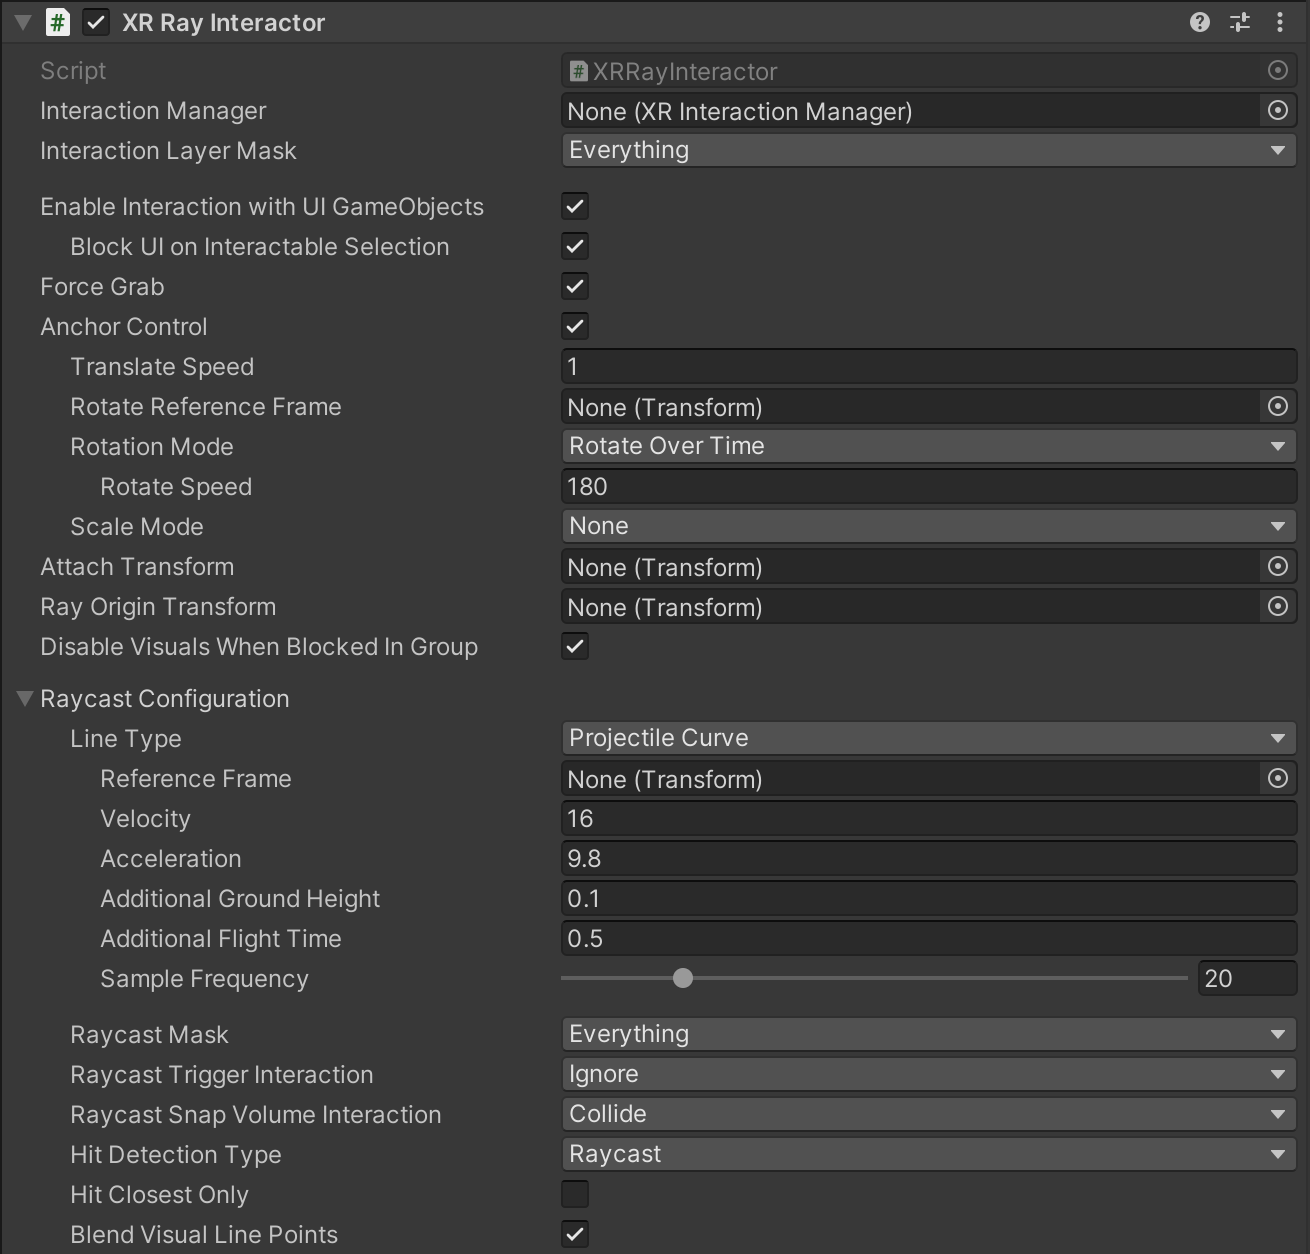 XR Ray Interactor
Script XRRayInteractor
Interaction Manager None (XR Interaction Manager)
Interaction Layer Mask Everything
Enable Interaction with UI GameObjects
Block UI on Interactable Selection
Force Grab
Anchor Control
Translate Speed 1
Rotate Reference Frame None (Transform)
Rotation Mode Rotate Over Time
Rotate Speed 180
Scale Mode None
Attach Transform None (Transform)
Ray Origin Transform None (Transform)
Disable Visuals When Blocked In Group
Raycast Configuration
Line Type Projectile Curve
Reference Frame None (Transform)
Velocity 16
Acceleration 9.8
Additional Ground Height 0.1
Additional Flight Time 0.5
Sample Frequency 20
Raycast Mask Everything
Raycast Trigger Interaction Ignore
Raycast Snap Volume Interaction Collide
Hit Detection Type Raycast
Hit Closest Only
Blend Visual Line Points